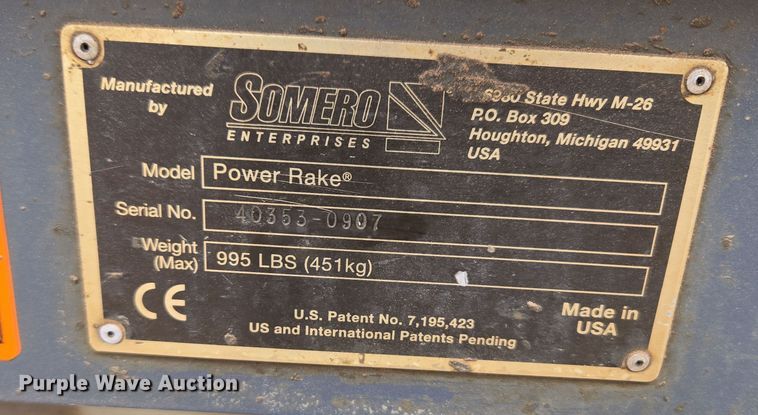 Manufactured
by
SOMERO
ENTERPRISES
State Hwy M-26
P.O. Box 309
Houghton, Michigan 49931
USA
Model Power Rake®
Serial No. 40353-0907
Weight
(Max) 995 LBS (451kg)
CE
U.S. Patent No. 7,195,423
US and International Patents Pending
Made in
USA
Purple Wave Auction